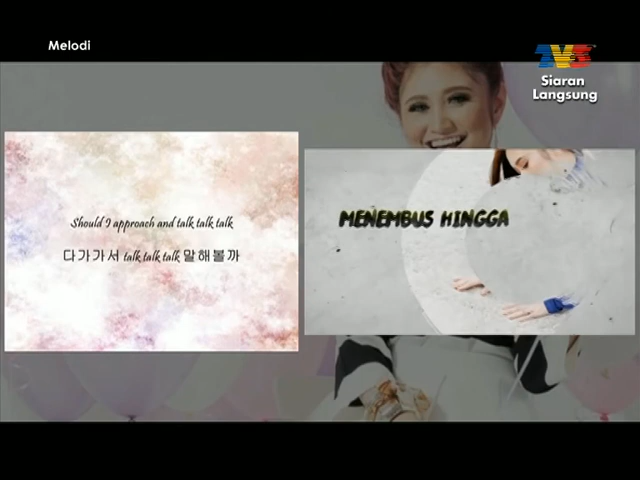 Melodi
TV3
Siaran
Langsung
Should I approach and talk talk talk
다가가서 talk talk talk 말해볼까
MENEMBUS HINGGA